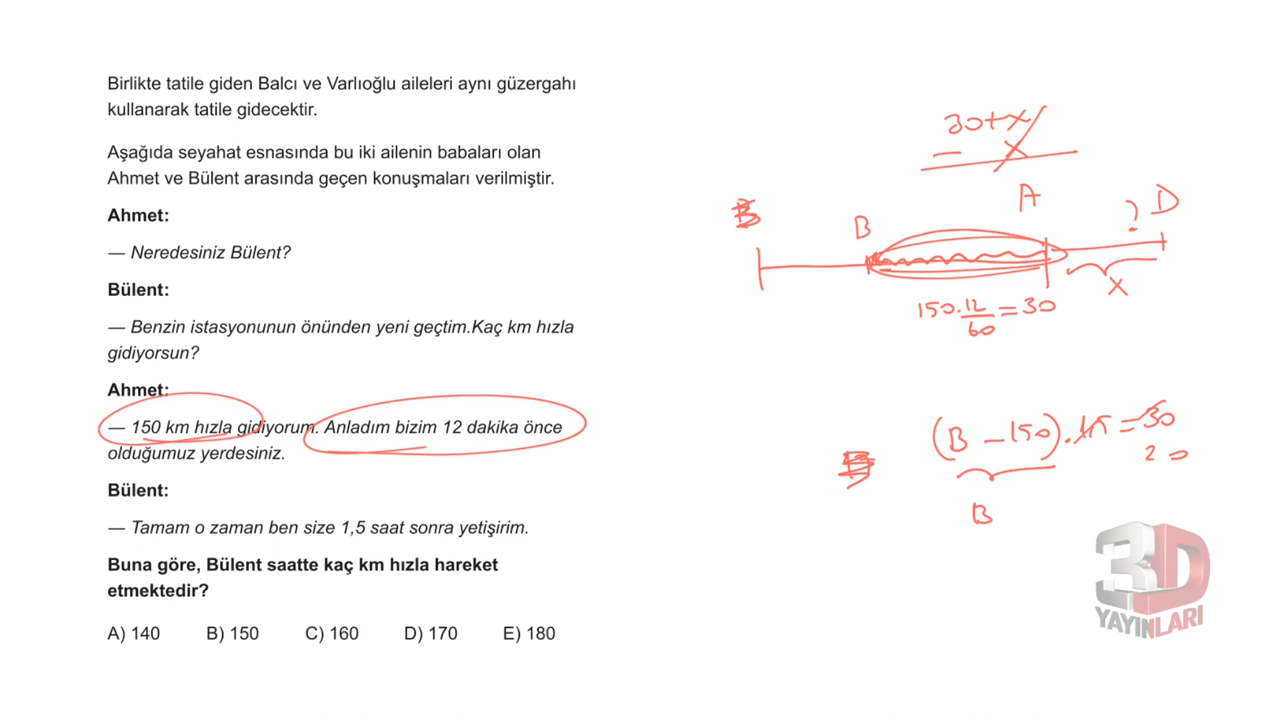 Birlikte tatile giden Balcı ve Varlıoğlu aileleri aynı güzergahı
kullanarak tatile gidecektir.
Aşağıda seyahat esnasında bu iki ailenin babaları olan
Ahmet ve Bülent arasında geçen konuşmaları verilmiştir.
Ahmet:
— Neredesiniz Bülent?
Bülent:
— Benzin istasyonunun önünden yeni geçtim.Kaç km hızla
gidiyorsun?
Ahmet:
— 150 km hızla gidiyorum. Anladım bizim 12 dakika önce
olduğumuz yerdesiniz.
Bülent:
— Tamam o zaman ben size 1,5 saat sonra yetişirim.
Buna göre, Bülent saatte kaç km hızla hareket
etmektedir?
A) 140 B) 150 C) 160 D) 170 E) 180
30+x
— x
B A ? D
x
150.12/60=30
(B – 150).1,5=30
20
B
3D
YAYINLARI